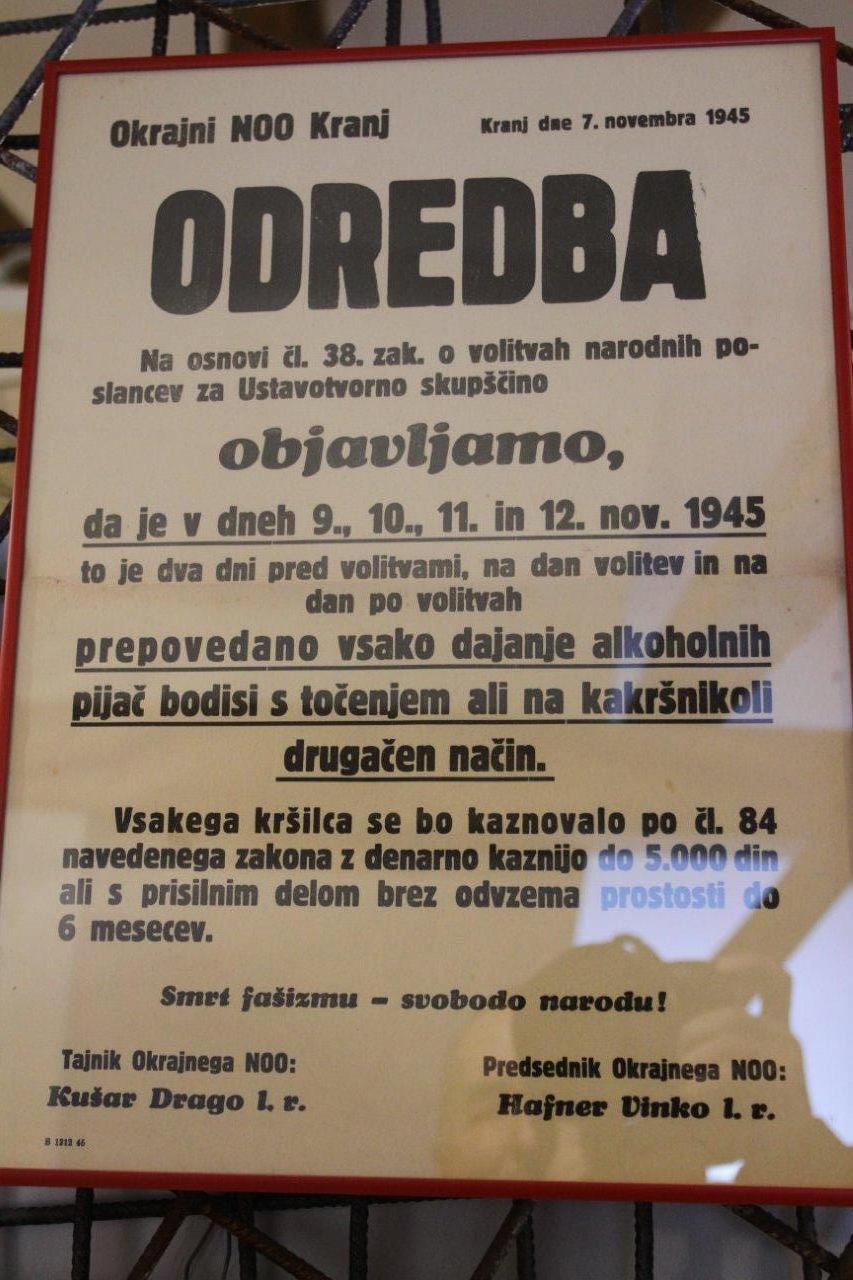 Okrajni NOO Kranj
Kranj dne 7. novembra 1945
ODREDBA
Na osnovi čl. 38. zak. o volitvah narodnih po-
slancev za Ustavotvorno skupščino
objavljamo,
da je v dneh 9., 10., 11. in 12. nov. 1945
to je dva dni pred volitvami, na dan volitev in na
dan po volitvah
prepovedano vsako dajanje alkoholnih
pijač bodisi s točenjem ali na kakršnikoli
drugačen način.
Vsakega kršilca se bo kaznovalo po čl. 84
navedenega zakona z denarno kaznijo do 5.000 din
ali s prisilnim delom brez odvzema prostosti do
6 mesecev.
Smrt fašizmu – svobodo narodu!
Tajnik Okrajnega NOO:
Kušar Drago l. r.
Predsednik Okrajnega NOO:
Hafner Vinko l. r.
B 1212 45